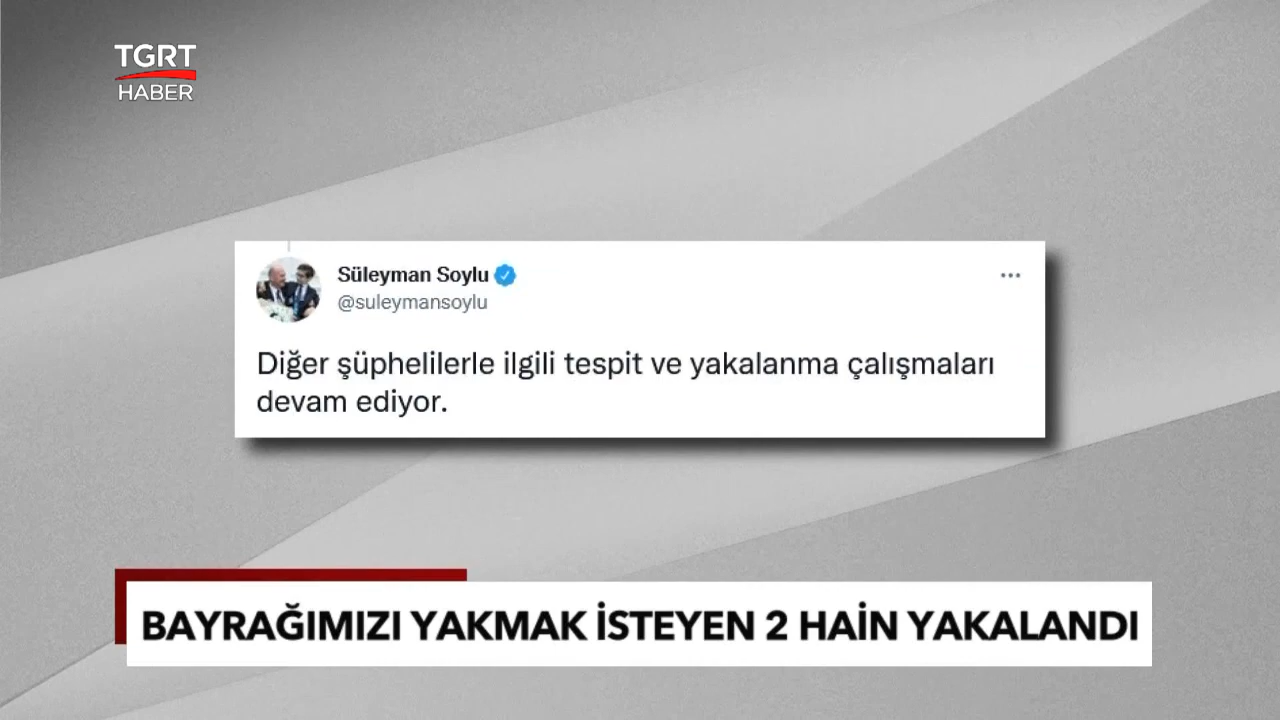 TGRT
HABER
Süleyman Soylu
@suleymansoylu
Diğer şüphelilerle ilgili tespit ve yakalanma çalışmaları
devam ediyor.
BAYRAĞIMIZI YAKMAK İSTEYEN 2 HAİN YAKALANDI